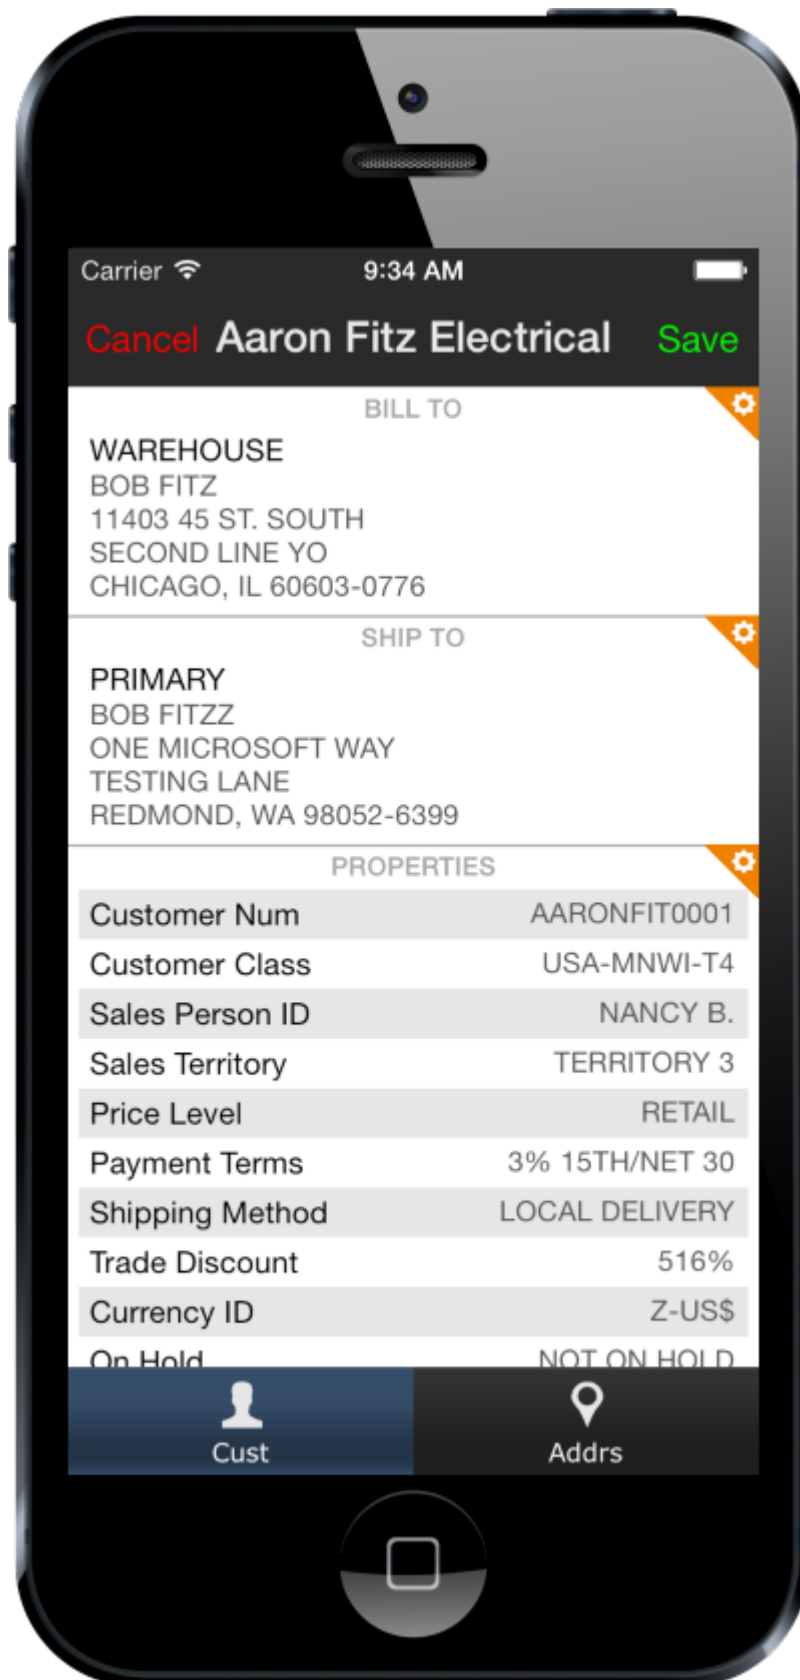 Carrier 9:34 AM
Cancel Aaron Fitz Electrical Save
BILL TO
WAREHOUSE
BOB FITZ
11403 45 ST. SOUTH
SECOND LINE YO
CHICAGO, IL 60603-0776
SHIP TO
PRIMARY
BOB FITZZ
ONE MICROSOFT WAY
TESTING LANE
REDMOND, WA 98052-6399
PROPERTIES
Customer Num AARONFIT0001
Customer Class USA-MNWI-T4
Sales Person ID NANCY B.
Sales Territory TERRITORY 3
Price Level RETAIL
Payment Terms 3% 15TH/NET 30
Shipping Method LOCAL DELIVERY
Trade Discount 516%
Currency ID Z-US$
On Hold NOT ON HOLD
Cust Addrs